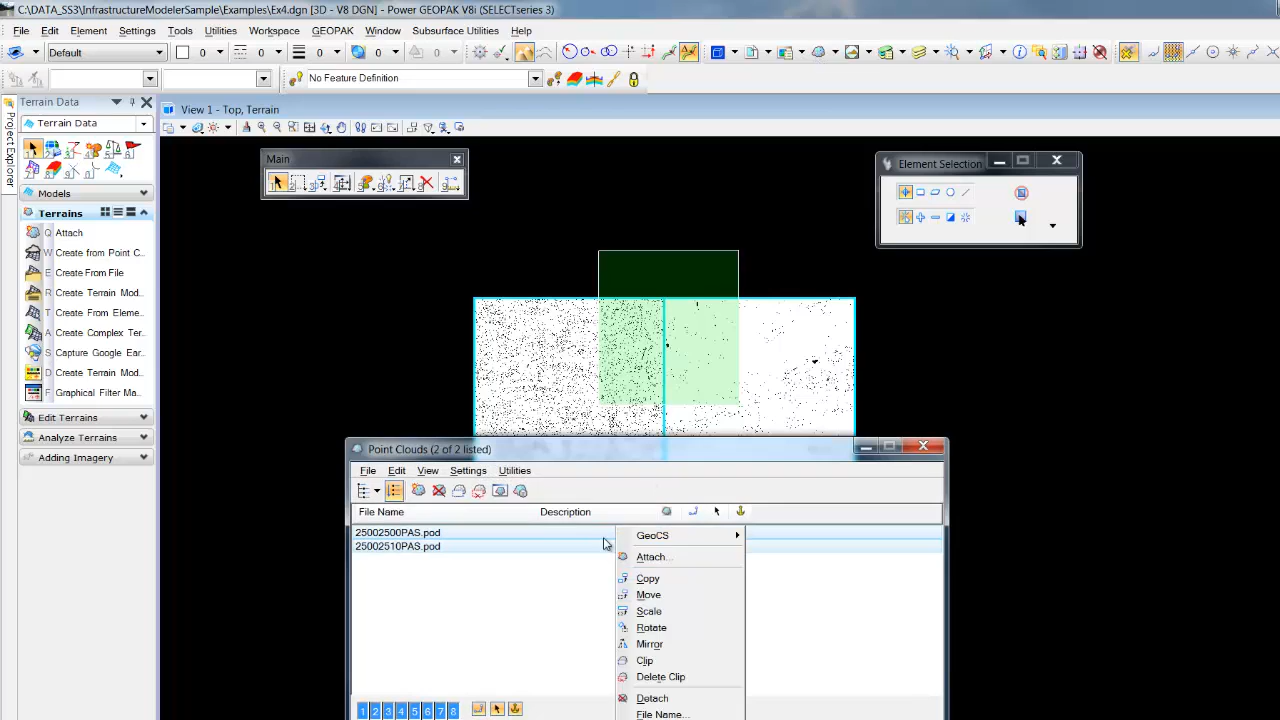 C:\DATA_SS3\InfrastructureModelerSample\Examples\Ex4.dgn [3D - V8 DGN] - Power GEOPAK V8i (SELECTseries 3)
File Edit Element Settings Tools Utilities Workspace GEOPAK Window Subsurface Utilities Help
Default 0 0 0 0 0
No Feature Definition
Terrain Data
View 1 - Top, Terrain
Terrain Data
Project Explorer
Main
Element Selection
Models
Terrains
Q Attach
W Create from Point C...
E Create From File
R Create Terrain Mod...
T Create From Eleme...
A Create Complex Ter...
S Capture Google Ear...
D Create Terrain Mod...
F Graphical Filter Ma...
Edit Terrains
Analyze Terrains
Adding Imagery
Point Clouds (2 of 2 listed)
File Edit View Settings Utilities
File Name Description
25002500PAS.pod
25002510PAS.pod
GeoCS
Attach...
Copy
Move
Scale
Rotate
Mirror
Clip
Delete Clip
Detach
File Name...
1 2 3 4 5 6 7 8